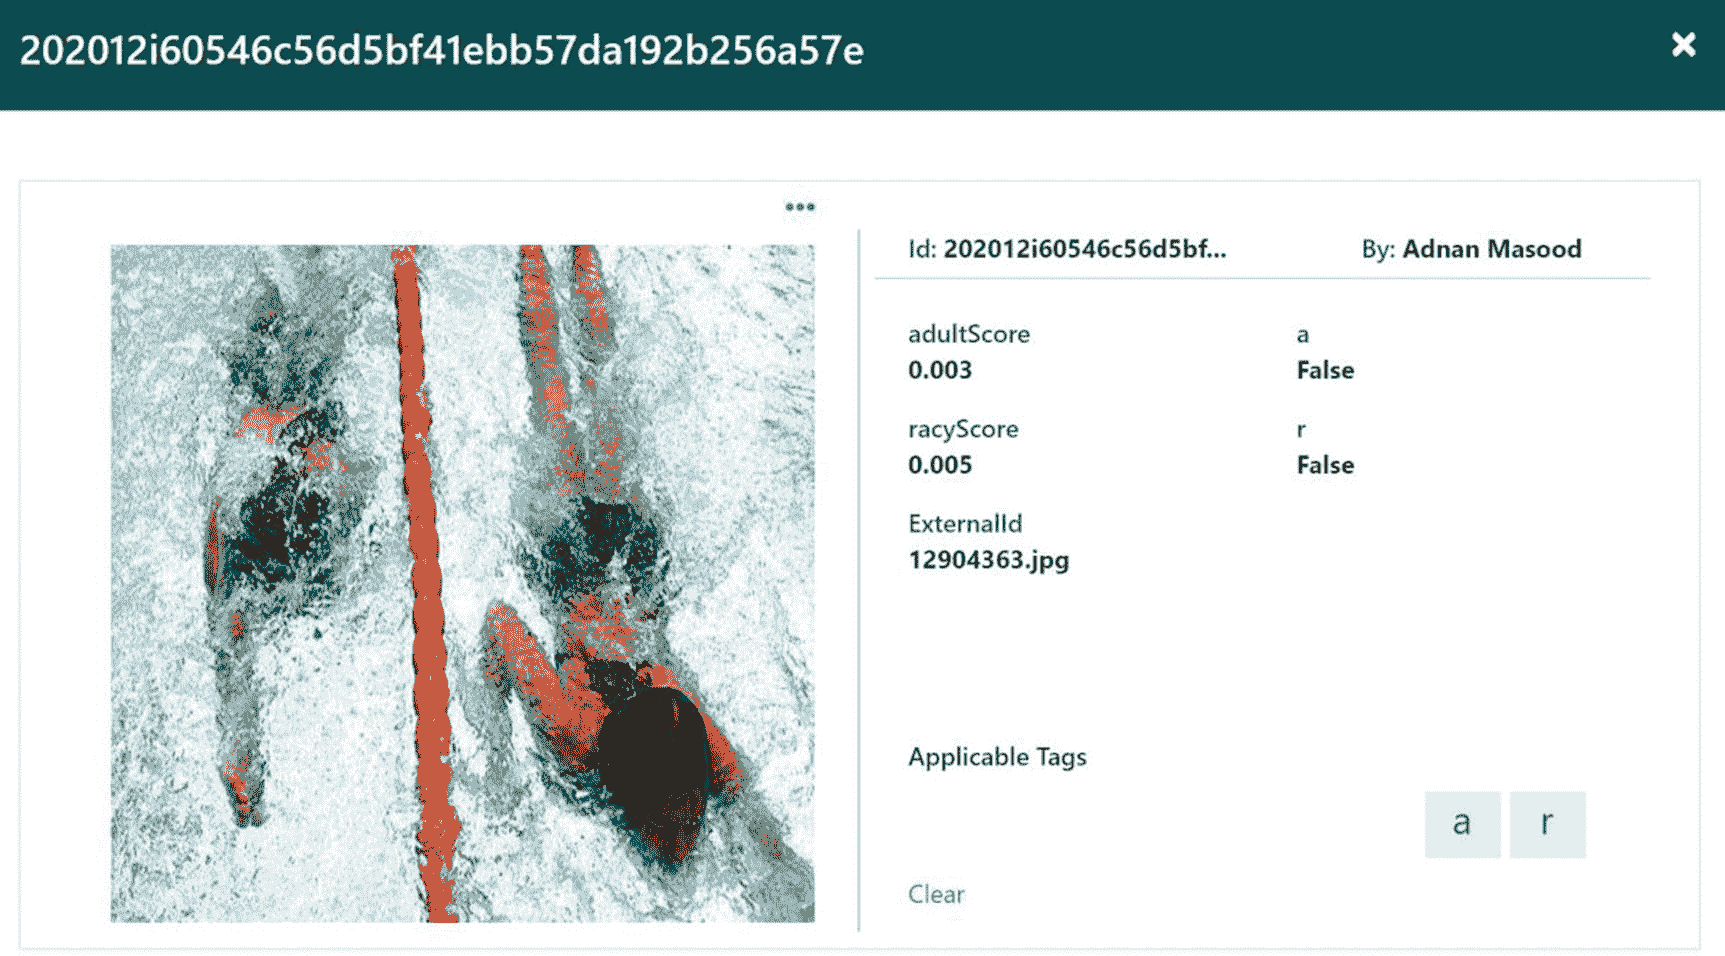 202012i60546c56d5bf41ebb57da192b256a57e
Id: 202012i60546c56d5bf... By: Adnan Masood
adultScore a
0.003 False
racyScore r
0.005 False
ExternalId
12904363.jpg
Applicable Tags
a r
Clear